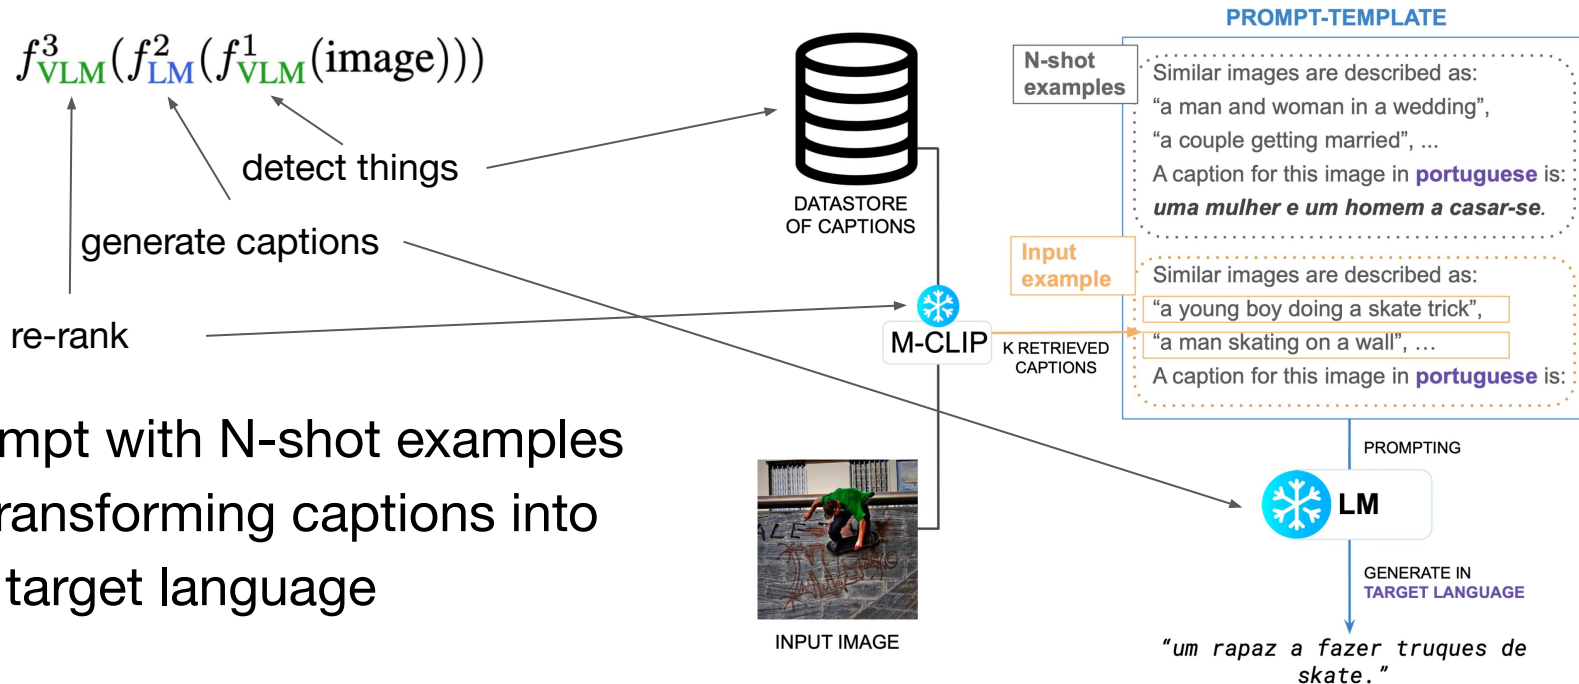 f³VLM(f²LM(f¹VLM(image)))
detect things
generate captions
re-rank
mpt with N-shot examples
ransforming captions into
target language
DATASTORE
OF CAPTIONS
M-CLIP
K RETRIEVED
CAPTIONS
INPUT IMAGE
PROMPT-TEMPLATE
N-shot
examples
Similar images are described as:
“a man and woman in a wedding”,
“a couple getting married”, ...
A caption for this image in portuguese is:
uma mulher e um homem a casar-se.
Input
example
Similar images are described as:
“a young boy doing a skate trick”,
“a man skating on a wall”, …
A caption for this image in portuguese is:
PROMPTING
LM
GENERATE IN
TARGET LANGUAGE
“um rapaz a fazer truques de
skate.”